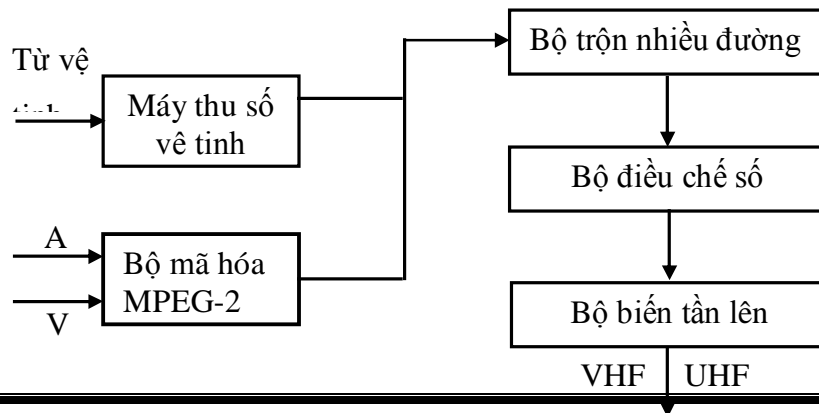 Từ vệ
Máy thu số
vê tinh
A
V
Bộ mã hóa
MPEG-2
Bộ trộn nhiều đường
Bộ điều chế số
Bộ biến tần lên
VHF UHF